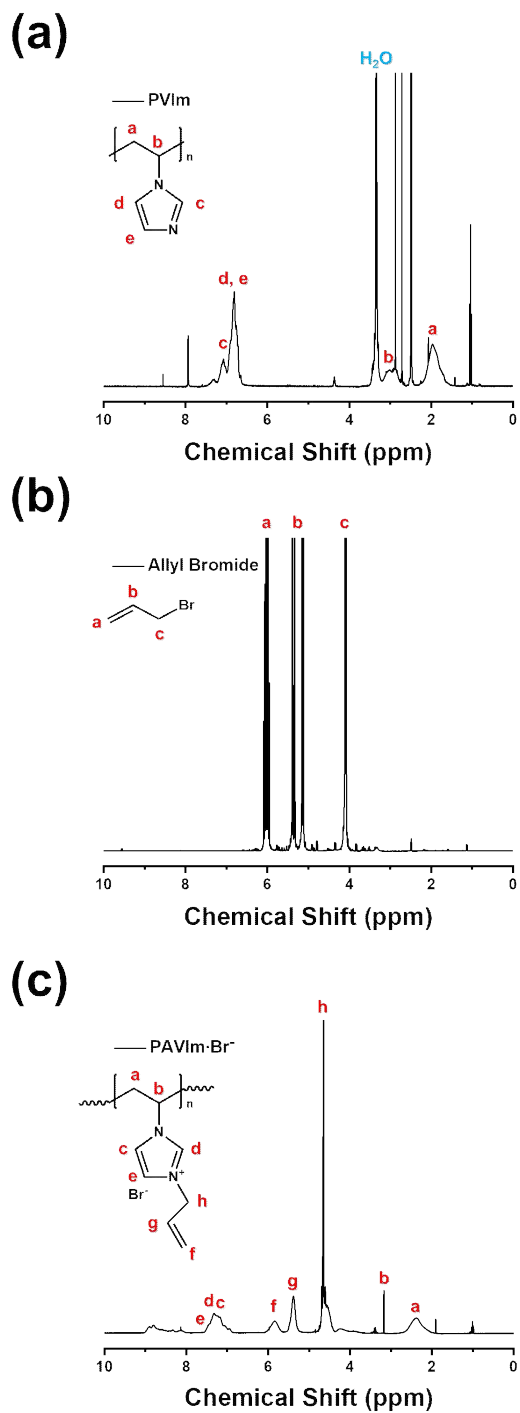 (a)
H₂O
PVIm
a
b
n
N
d
c
e
N
d, e
c
b
a
10
8
6
4
2
0
Chemical Shift (ppm)
(b)
a
b
c
Allyl Bromide
b
Br
a
c
10
8
6
4
2
0
Chemical Shift (ppm)
(c)
h
PAVIm·Br⁻
a
b
n
N
c
d
e
N⁺
Br⁻
h
g
f
d
c
e
f
g
b
a
10
8
6
4
2
0
Chemical Shift (ppm)